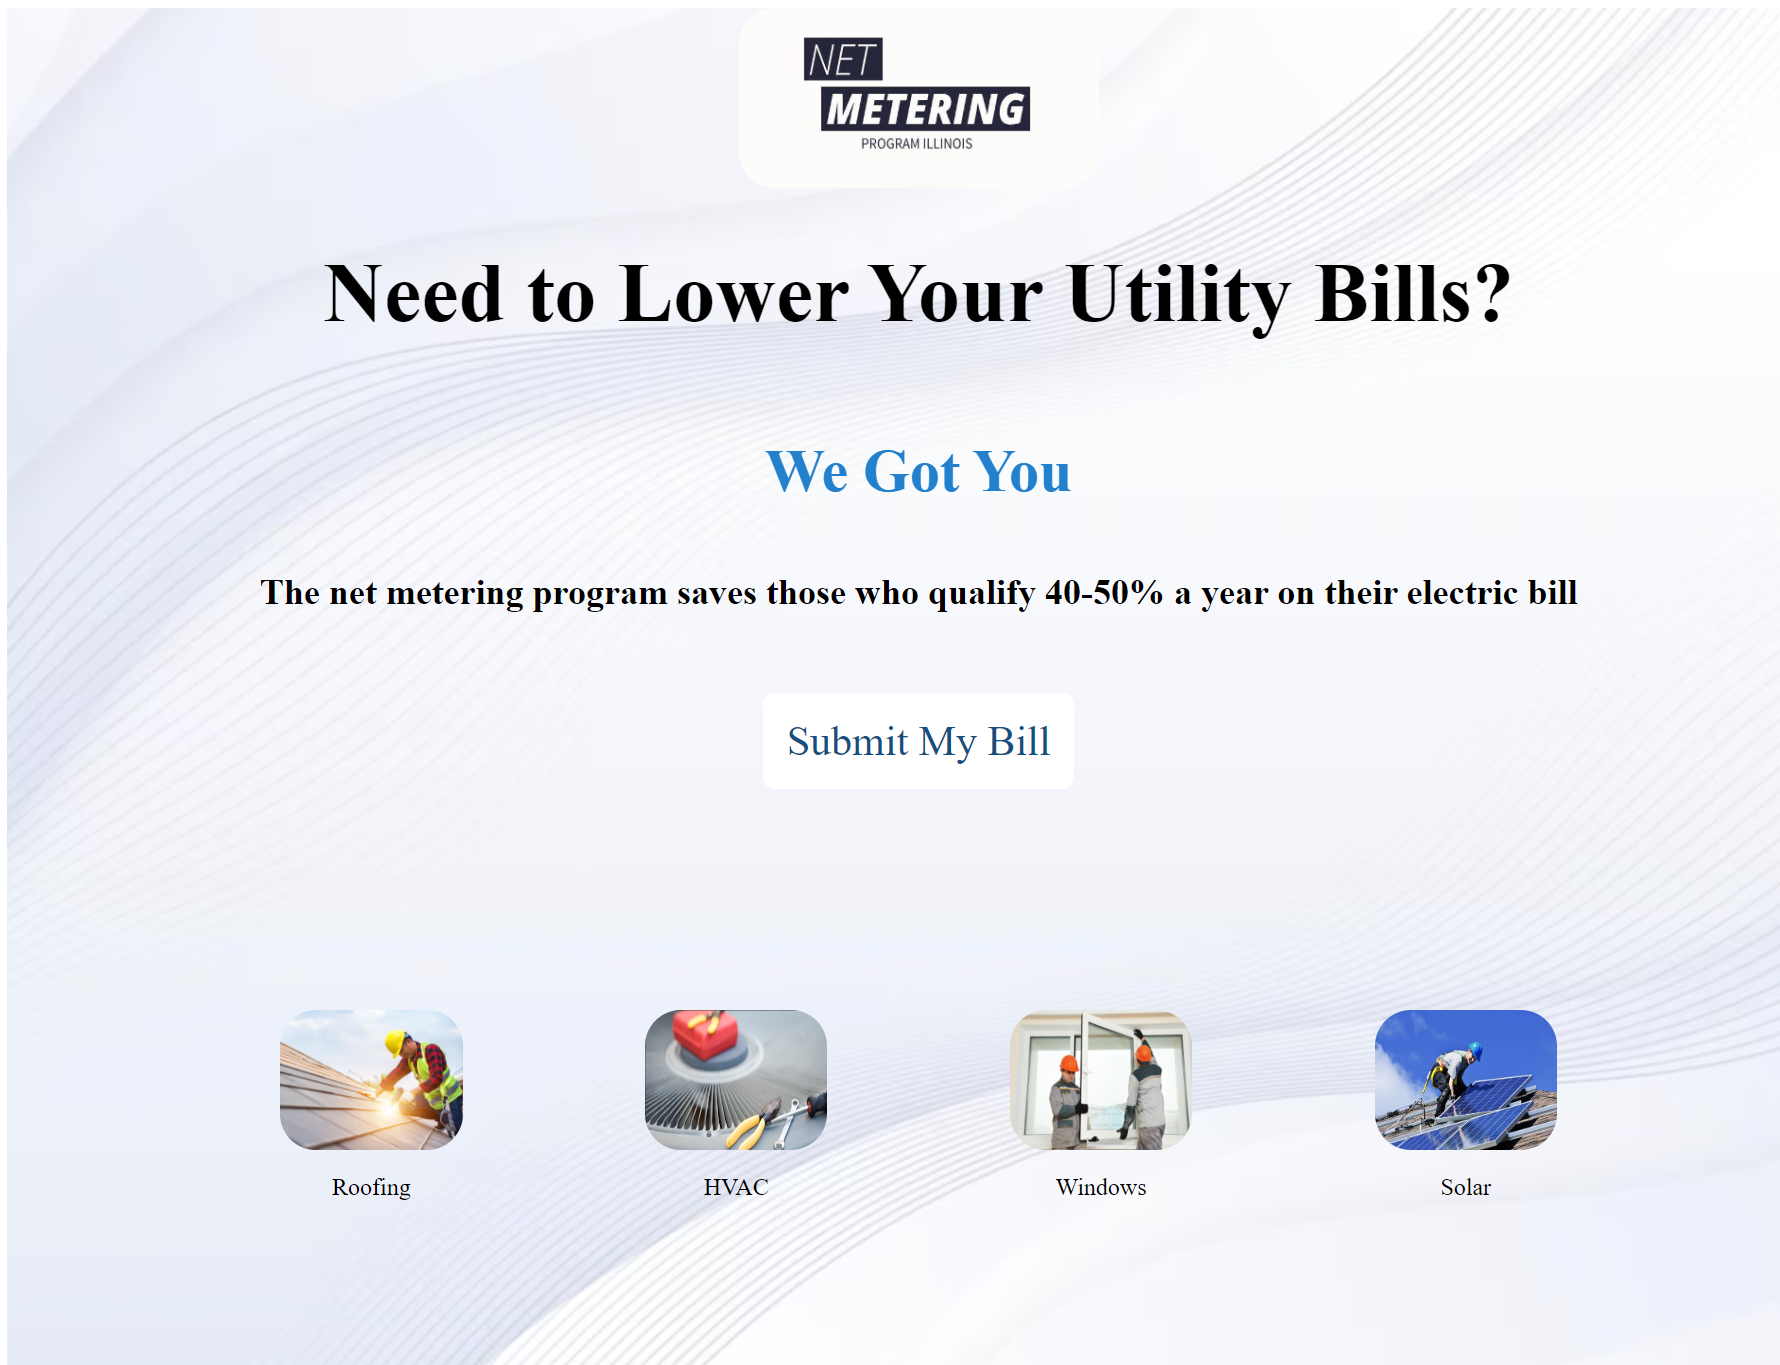 NET
METERING
PROGRAM ILLINOIS
Need to Lower Your Utility Bills?
We Got You
The net metering program saves those who qualify 40-50% a year on their electric bill
Submit My Bill
Roofing
HVAC
Windows
Solar